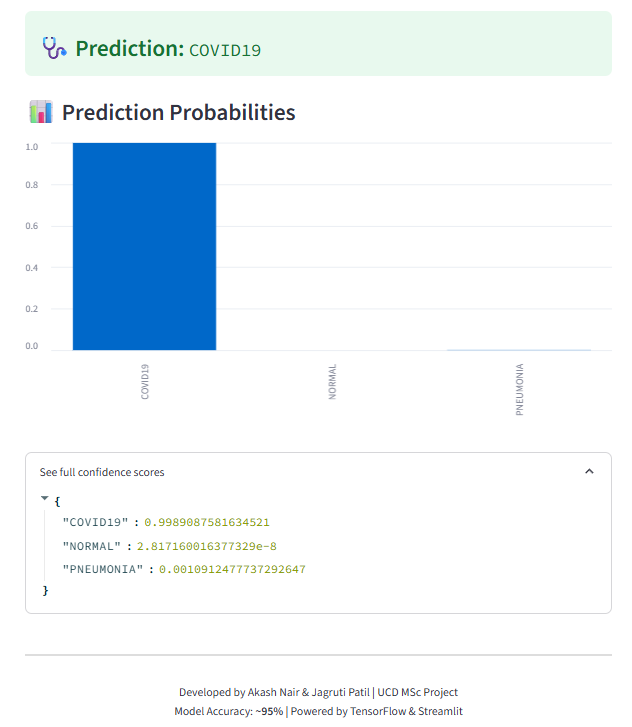 Prediction: COVID19
Prediction Probabilities
1.0
0.8
0.6
0.4
0.2
0.0
COVID19
NORMAL
PNEUMONIA
See full confidence scores
{
"COVID19" : 0.9989087581634521
"NORMAL" : 2.817160016377329e-8
"PNEUMONIA" : 0.0010912477737292647
}
Developed by Akash Nair & Jagruti Patil | UCD MSc Project
Model Accuracy: ~95% | Powered by TensorFlow & Streamlit